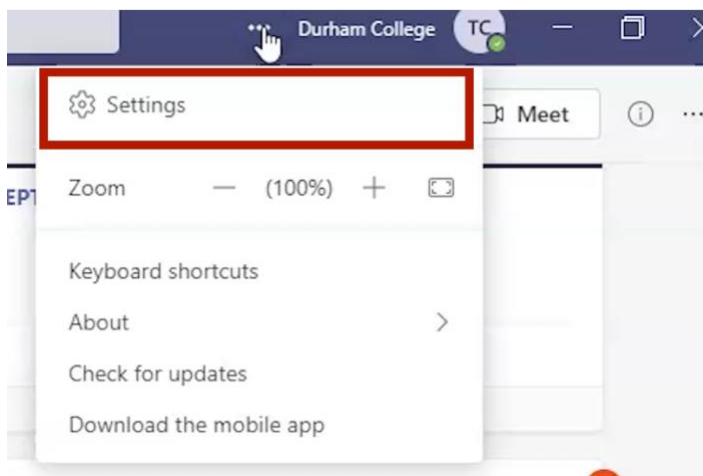 ... Durham College TC
Settings
Meet ...
Zoom — (100%) +
EPT
Keyboard shortcuts
About
Check for updates
Download the mobile app